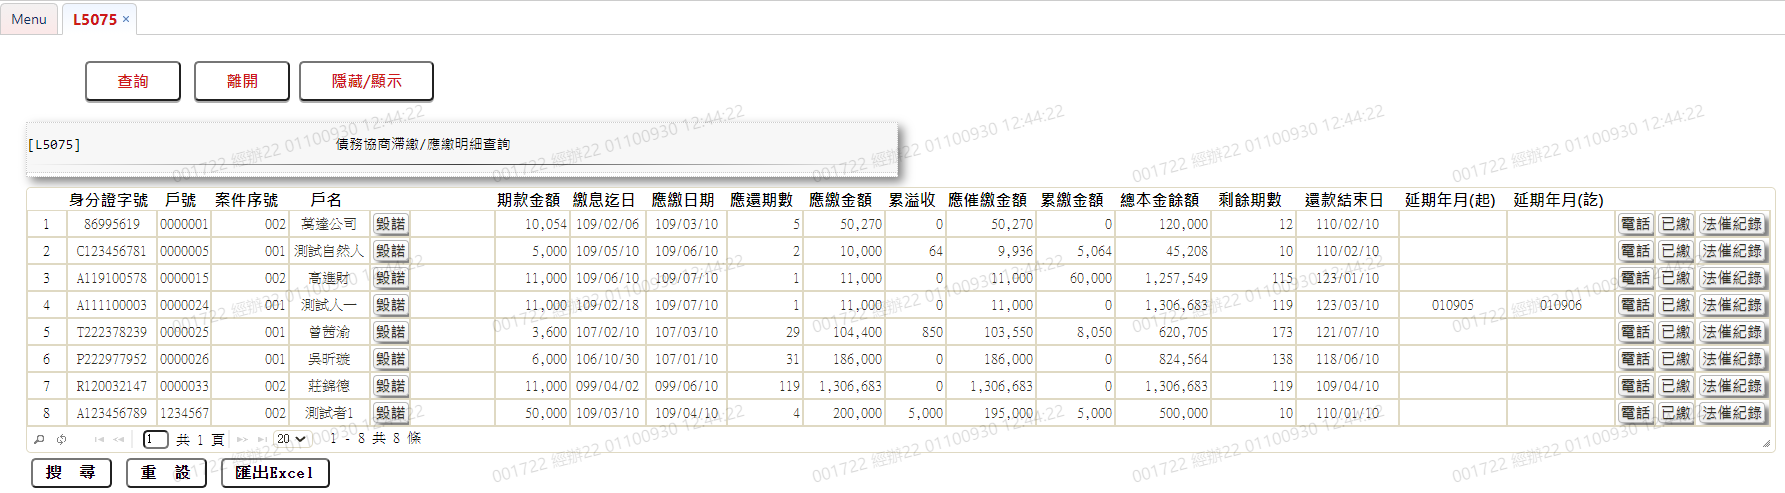 Menu L5075 ×
查詢 離開 隱藏/顯示
[L5075] 債務協商滯繳/應繳明細查詢
身分證字號 戶號 案件序號 戶名 期款金額 繳息迄日 應繳日期 應還期數 應繳金額 累溢收 應催繳金額 累繳金額 總本金餘額 剩餘期數 還款結束日 延期年月(起) 延期年月(訖)
1 86995619 0000001 002 萬達公司 毀諾 10,054 109/02/06 109/03/10 5 50,270 0 50,270 0 120,000 12 110/02/10 電話 已繳 法催紀錄
2 C123456781 0000005 001 測試自然人 毀諾 5,000 109/05/10 109/06/10 2 10,000 64 9,936 5,064 45,208 10 110/02/10 電話 已繳 法催紀錄
3 A119100578 0000015 002 高進財 毀諾 11,000 109/06/10 109/07/10 1 11,000 0 11,000 60,000 1,257,549 115 123/01/10 電話 已繳 法催紀錄
4 A111100003 0000024 001 測試人一 毀諾 11,000 109/02/18 109/07/10 1 11,000 0 11,000 0 1,306,683 119 123/03/10 010905 010906 電話 已繳 法催紀錄
5 T222378239 0000025 001 曾茜渝 毀諾 3,600 107/02/10 107/03/10 29 104,400 850 103,550 8,050 620,705 173 121/07/10 電話 已繳 法催紀錄
6 P222977952 0000026 001 吳昕璇 毀諾 6,000 106/10/30 107/01/10 31 186,000 0 186,000 0 824,564 138 118/06/10 電話 已繳 法催紀錄
7 R120032147 0000033 002 莊錦德 毀諾 11,000 099/04/02 099/06/10 119 1,306,683 0 1,306,683 0 1,306,683 119 109/04/10 電話 已繳 法催紀錄
8 A123456789 1234567 002 測試者1 毀諾 50,000 109/03/10 109/04/10 4 200,000 5,000 195,000 5,000 500,000 10 110/01/10 電話 已繳 法催紀錄
1 共 1 頁 20 1 - 8 共 8 條
搜 尋 重 設 匯出Excel
001722 經辦22 01100930 12:44:22